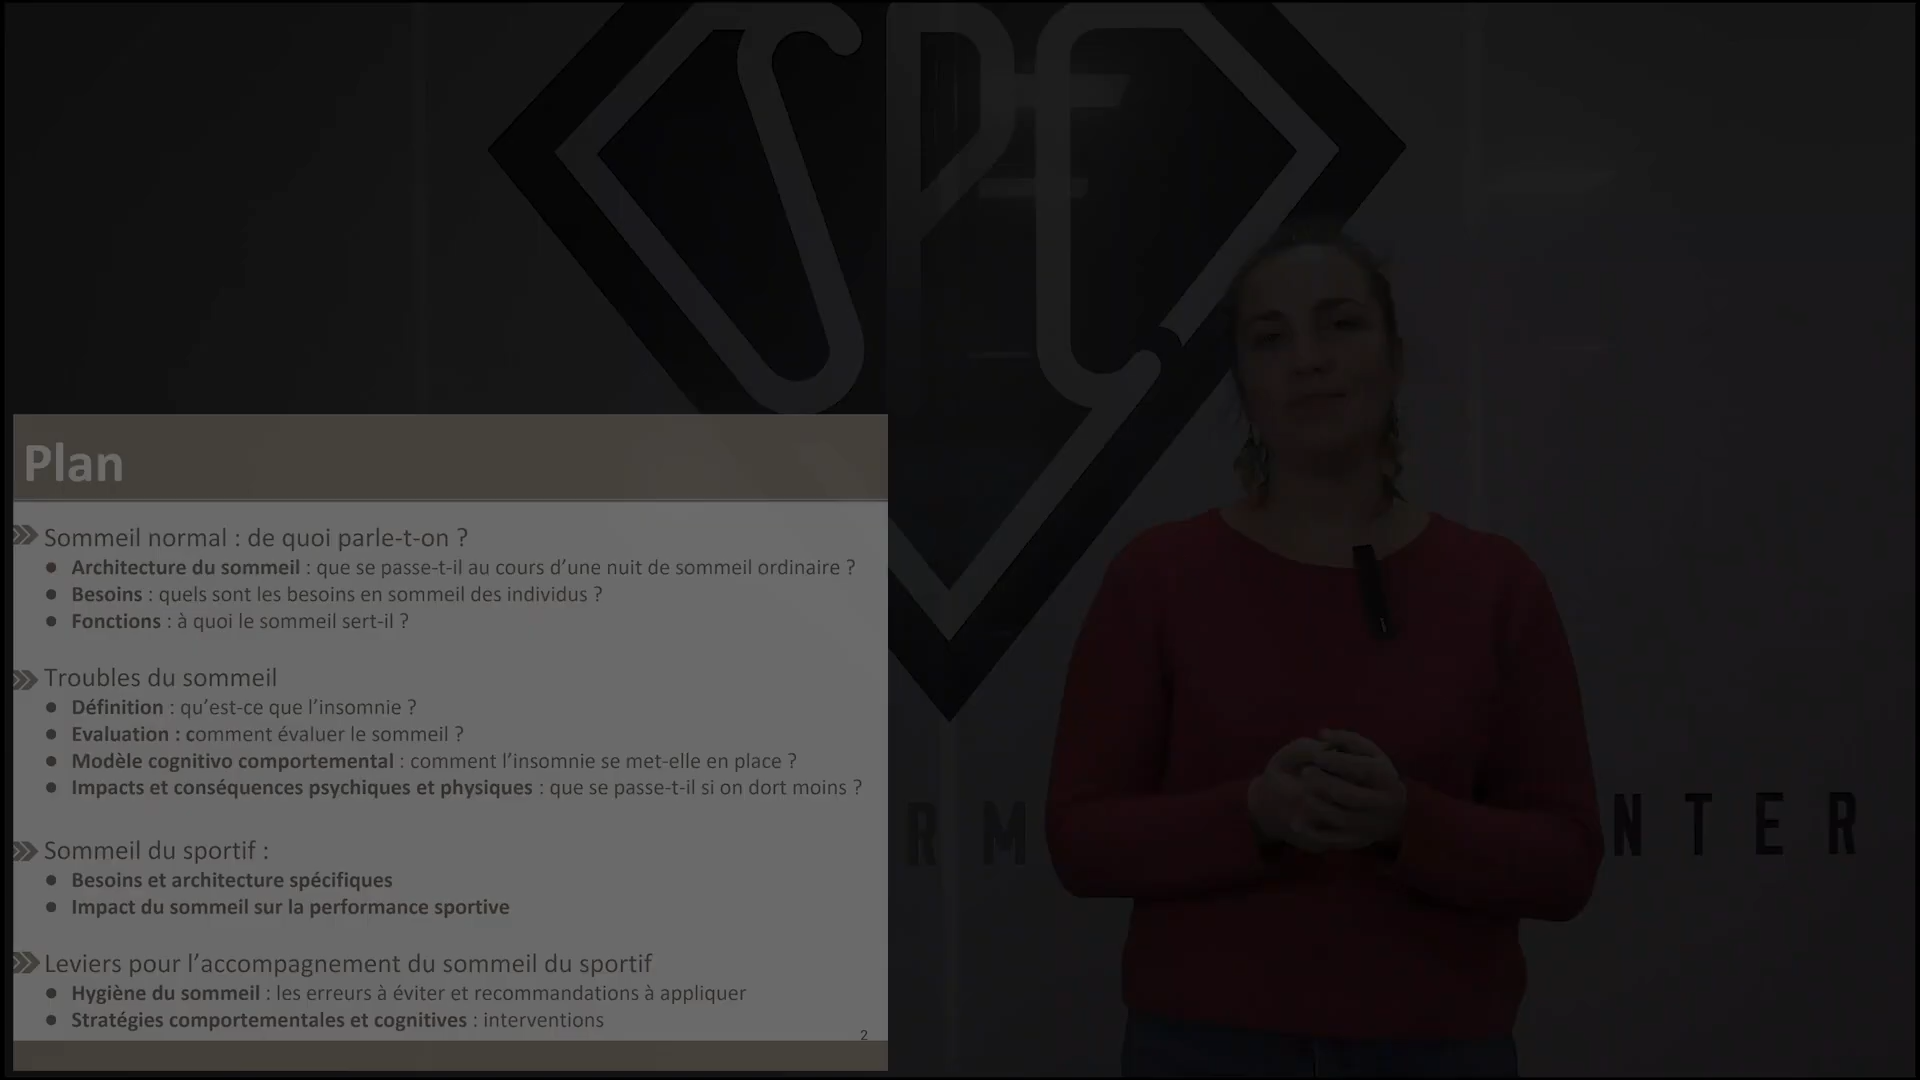 SPC
Plan
Sommeil normal : de quoi parle-t-on ?
Architecture du sommeil : que se passe-t-il au cours d’une nuit de sommeil ordinaire ?
Besoins : quels sont les besoins en sommeil des individus ?
Fonctions : à quoi le sommeil sert-il ?
Troubles du sommeil
Définition : qu’est-ce que l’insomnie ?
Evaluation : comment évaluer le sommeil ?
Modèle cognitivo comportemental : comment l’insomnie se met-elle en place ?
Impacts et conséquences psychiques et physiques : que se passe-t-il si on dort moins ?
Sommeil du sportif :
Besoins et architecture spécifiques
Impact du sommeil sur la performance sportive
Leviers pour l’accompagnement du sommeil du sportif
Hygiène du sommeil : les erreurs à éviter et recommandations à appliquer
Stratégies comportementales et cognitives : interventions
2
RM NTER